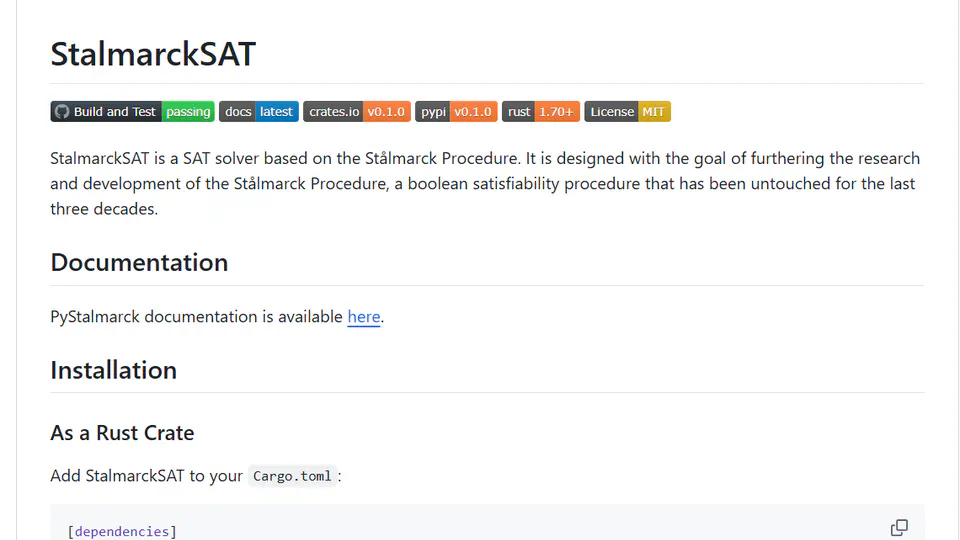 StalmarckSAT
Build and Test passing docs latest crates.io v0.1.0 pypi v0.1.0 rust 1.70+ License MIT
StalmarckSAT is a SAT solver based on the Stålmarck Procedure. It is designed with the goal of furthering the research
and development of the Stålmarck Procedure, a boolean satisfiability procedure that has been untouched for the last
three decades.
Documentation
PyStalmarck documentation is available here.
Installation
As a Rust Crate
Add StalmarckSAT to your Cargo.toml:
[dependencies]